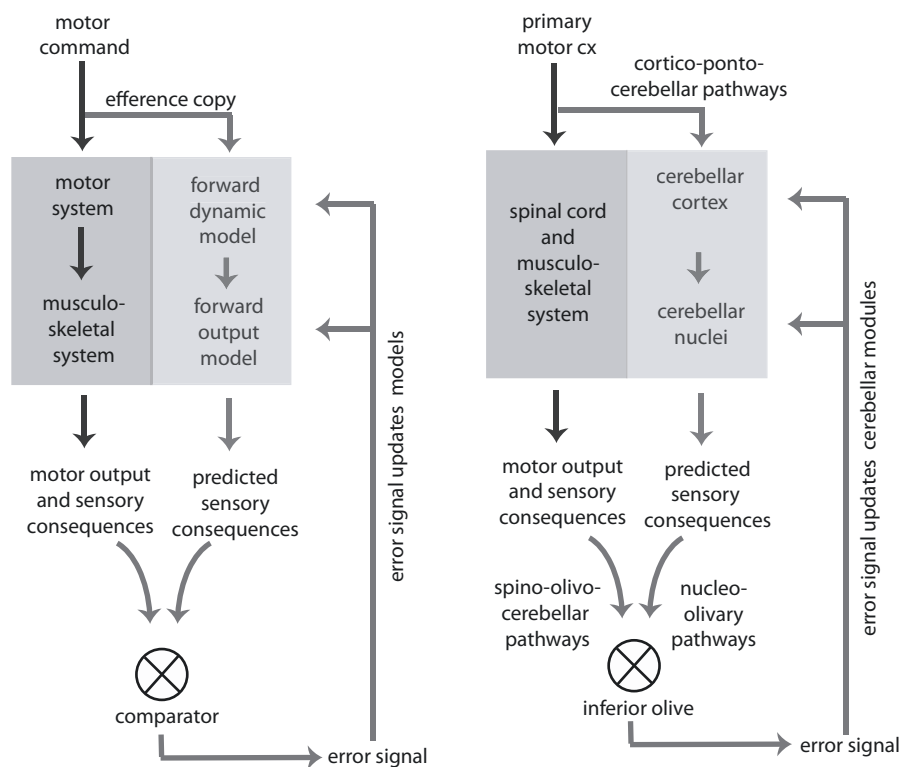 motor
command
efference copy
motor
system
musculo-
skeletal
system
forward
dynamic
model
forward
output
model
error signal updates models
motor output
and sensory
consequences
predicted
sensory
consequences
comparator
error signal
primary
motor cx
cortico-ponto-
cerebellar pathways
spinal cord
and
musculo-
skeletal
system
cerebellar
cortex
cerebellar
nuclei
error signal updates cerebellar modules
motor output
and sensory
consequences
predicted
sensory
consequences
spino-olivo-
cerebellar
pathways
nucleo-
olivary
pathways
inferior olive
error signal